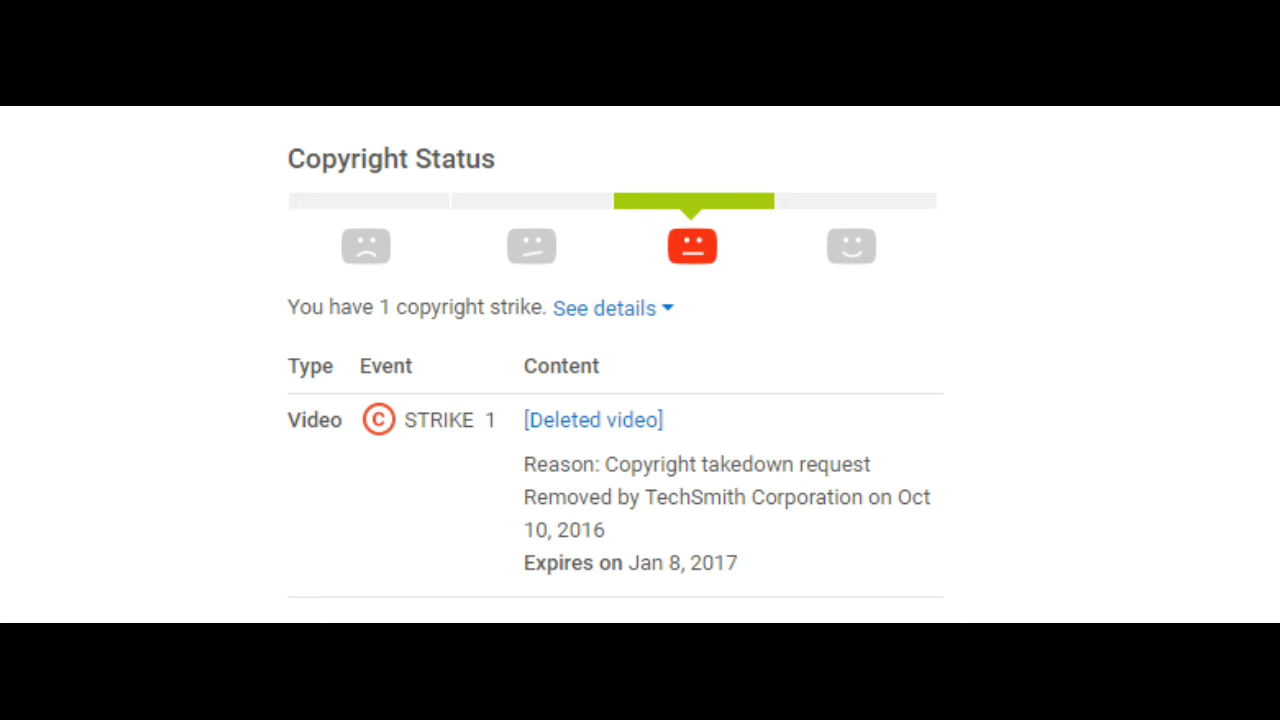 Copyright Status
You have 1 copyright strike. See details
Type Event Content
Video C STRIKE 1 [Deleted video]
Reason: Copyright takedown request
Removed by TechSmith Corporation on Oct
10, 2016
Expires on Jan 8, 2017